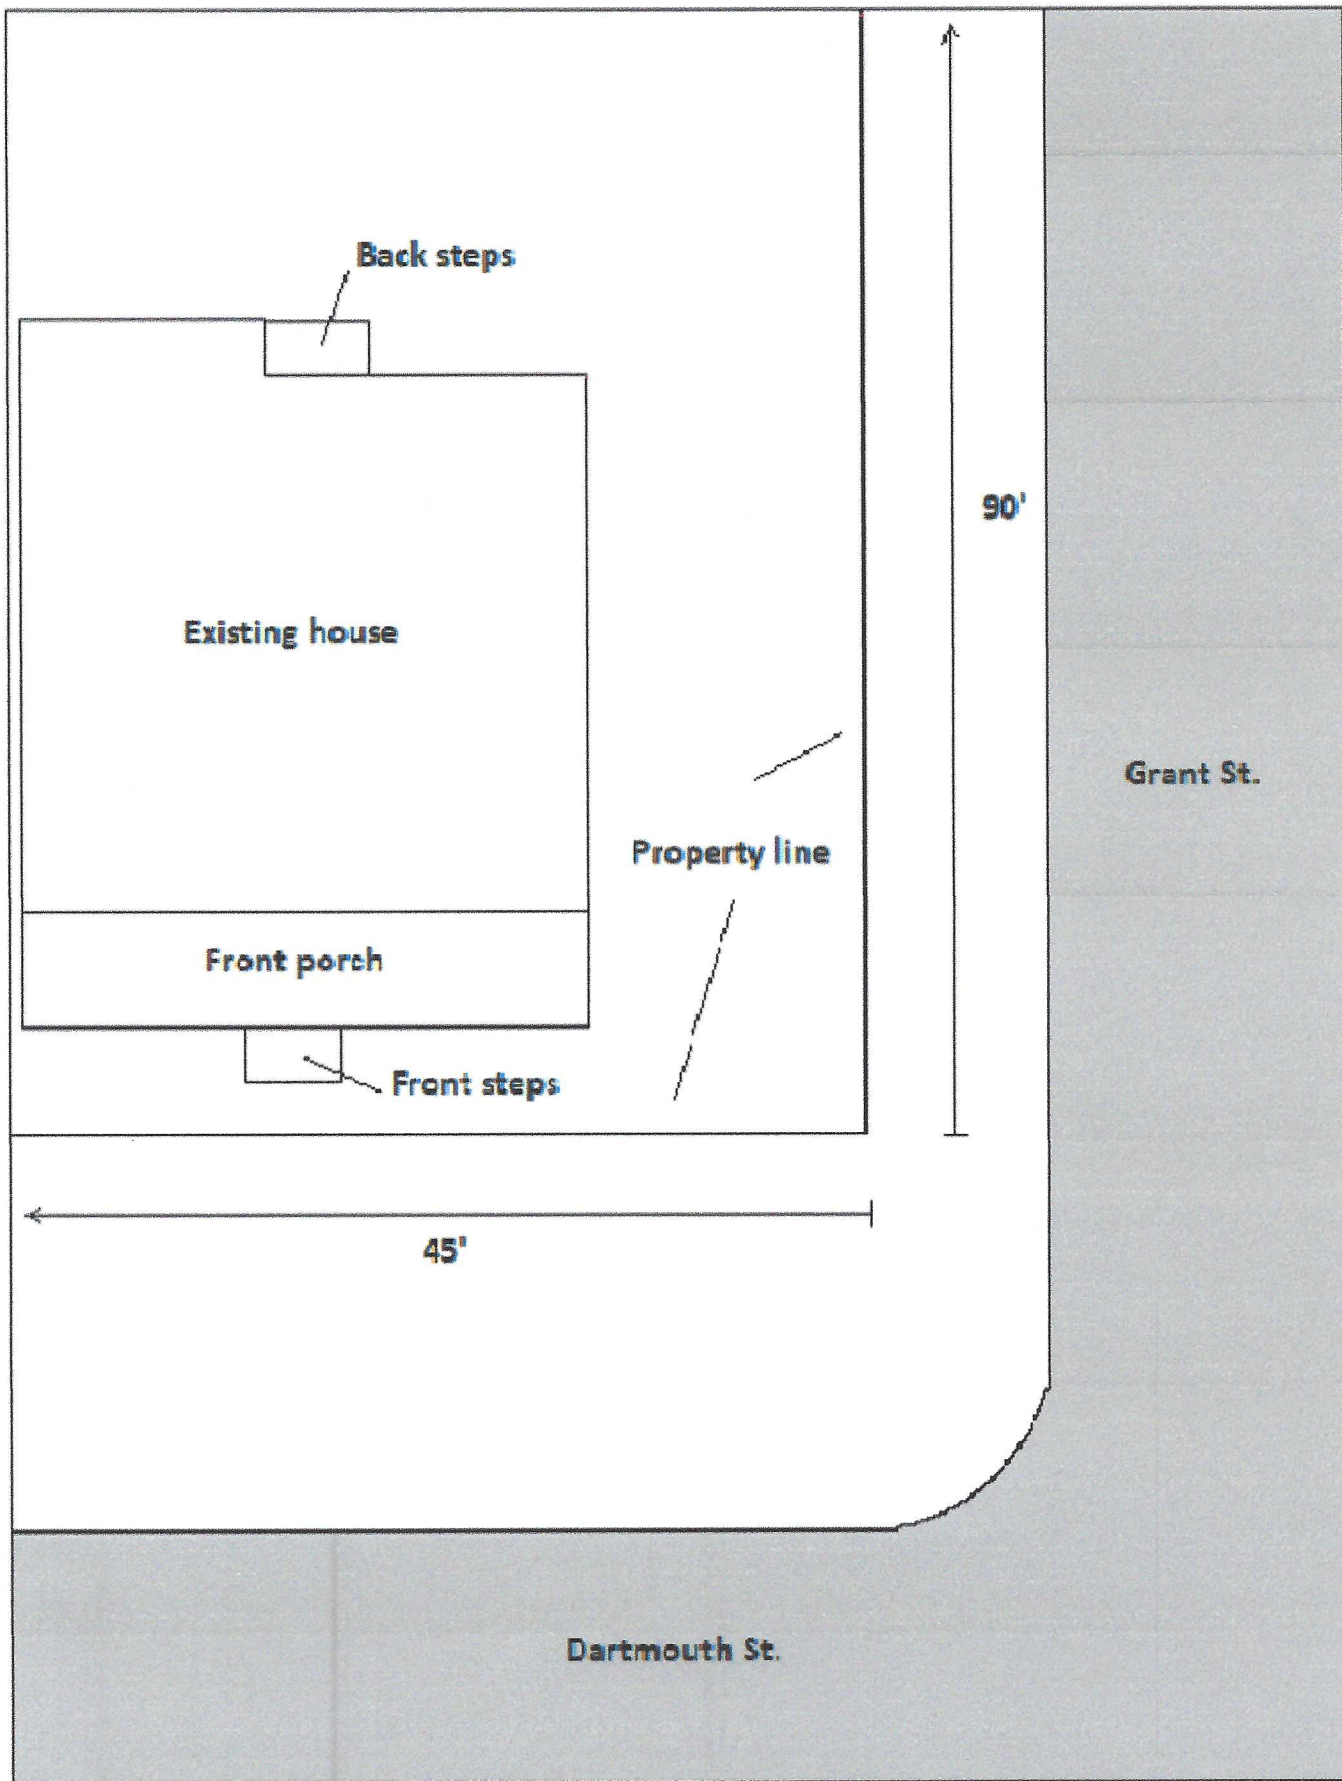 Back steps
90'
Existing house
Grant St.
Property line
Front porch
Front steps
45'
Dartmouth St.